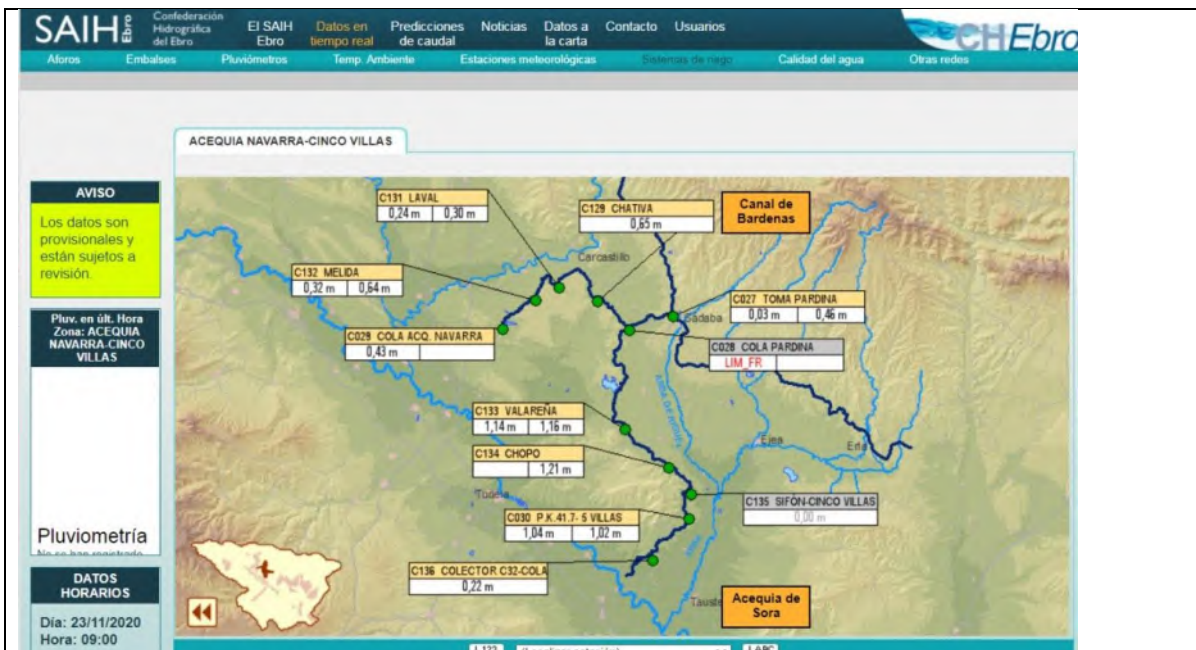 SAIH Ebro
Confederación
Hidrográfica
del Ebro
El SAIH
Ebro
Datos en
tiempo real
Predicciones
de caudal
Noticias
Datos a
la carta
Contacto
Usuarios
CHEbro
Aforos
Embalses
Pluviómetros
Temp. Ambiente
Estaciones meteorológicas
Sistemas de riego
Calidad del agua
Otras redes
ACEQUIA NAVARRA-CINCO VILLAS
AVISO
Los datos son
provisionales y
están sujetos a
revisión.
Pluv. en últ. Hora
Zona: ACEQUIA
NAVARRA-CINCO
VILLAS
Pluviometría
No se han registrado
DATOS
HORARIOS
Día: 23/11/2020
Hora: 09:00
C131 LAVAL
0,24 m 0,30 m
C129 CHATIVA
0,65 m
Canal de
Bardenas
Carcastillo
C132 MELIDA
0,32 m 0,64 m
C027 TOMA PARDINA
0,03 m 0,46 m
Sádaba
C029 COLA ACQ. NAVARRA
0,43 m
C028 COLA PARDINA
LIM_FR
C133 VALAREÑA
1,14 m 1,16 m
Ejea
Erla
C134 CHOPO
1,21 m
Tudela
C135 SIFÓN-CINCO VILLAS
0,00 m
C030 P.K.41.7- 5 VILLAS
1,04 m 1,02 m
C136 COLECTOR C32-COLA
0,22 m
Tauste
Acequia de
Sora